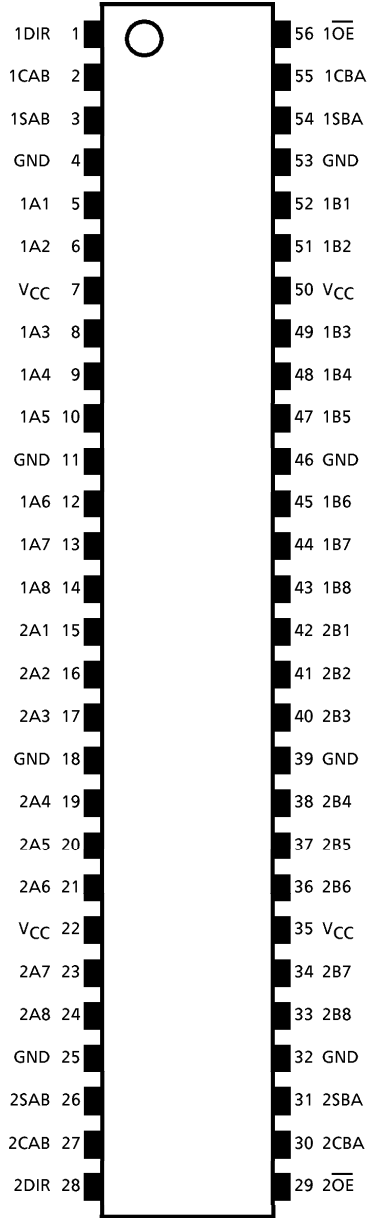 1DIR 1 56 1O̅E̅
1CAB 2 55 1CBA
1SAB 3 54 1SBA
GND 4 53 GND
1A1 5 52 1B1
1A2 6 51 1B2
VCC 7 50 VCC
1A3 8 49 1B3
1A4 9 48 1B4
1A5 10 47 1B5
GND 11 46 GND
1A6 12 45 1B6
1A7 13 44 1B7
1A8 14 43 1B8
2A1 15 42 2B1
2A2 16 41 2B2
2A3 17 40 2B3
GND 18 39 GND
2A4 19 38 2B4
2A5 20 37 2B5
2A6 21 36 2B6
VCC 22 35 VCC
2A7 23 34 2B7
2A8 24 33 2B8
GND 25 32 GND
2SAB 26 31 2SBA
2CAB 27 30 2CBA
2DIR 28 29 2O̅E̅